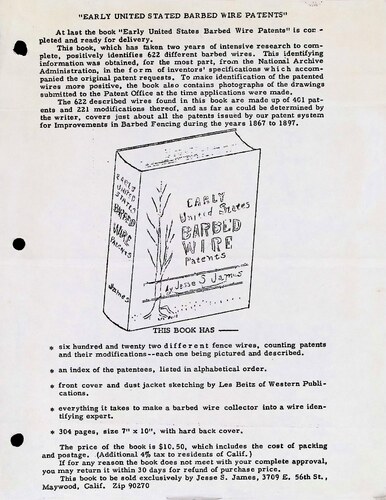 "EARLY UNITED STATED BARBED WIRE PATENTS"
At last the book "Early United States Barbed Wire Patents" is com-
pleted and ready for delivery.
This book, which has taken two years of intensive research to com-
plete, positively identifies 622 different barbed wires. This identifying
information was obtained, for the most part, from the National Archive
Administration, in the form of inventors' specifications which accom-
panied the original patent requests. To make identification of the patented
wires more positive, the book also contains photographs of the drawings
submitted to the Patent Office at the time applications were made.
The 622 described wires found in this book are made up of 401 pat-
ents and 221 modifications thereof, and as far as could be determined by
the writer, covers just about all the patents issued by our patent system
for Improvements in Barbed Fencing during the years 1867 to 1897.
EARLY
UNITED
STATES
BARBED
WIRE
Patents
James
EARLY
United States
BARBED
WIRE
Patents
by Jesse S James
THIS BOOK HAS
* six hundred and twenty two different fence wires, counting patents
and their modifications--each one being pictured and described.
* an index of the patentees, listed in alphabetical order.
* front cover and dust jacket sketching by Les Beitz of Western Publi-
cations.
* everything it takes to make a barbed wire collector into a wire iden-
tifying expert.
* 304 pages, size 7" x 10", with hard back cover.
The price of the book is $10.50, which includes the cost of packing
and postage. (Additional 4% tax to residents of Calif.)
If for any reason the book does not meet with your complete approval,
you may return it within 30 days for refund of purchase price.
This book to be sold exclusively by Jesse S. James, 3709 E. 56th St.,
Maywood, Calif. Zip 90270